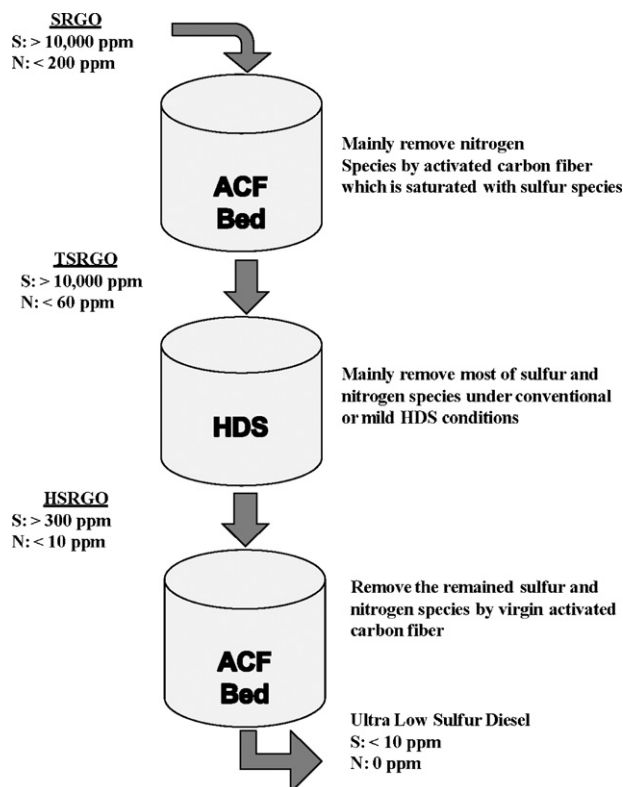 SRGO
S: > 10,000 ppm
N: < 200 ppm
Mainly remove nitrogen
Species by activated carbon fiber
which is saturated with sulfur species
ACF
Bed
TSRGO
S: > 10,000 ppm
N: < 60 ppm
Mainly remove most of sulfur and
nitrogen species under conventional
or mild HDS conditions
HDS
HSRGO
S: > 300 ppm
N: < 10 ppm
Remove the remained sulfur and
nitrogen species by virgin activated
carbon fiber
ACF
Bed
Ultra Low Sulfur Diesel
S: < 10 ppm
N: 0 ppm